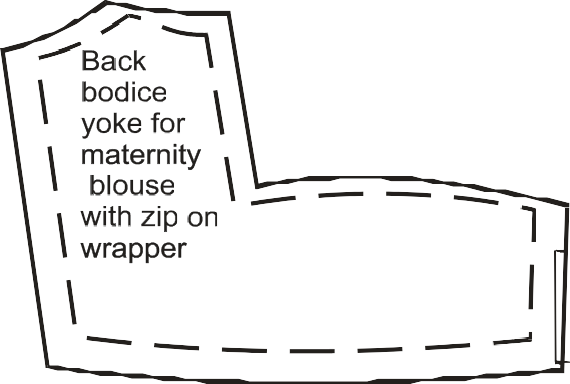 Back
bodice
yoke for
maternity
blouse
with zip on
wrapper